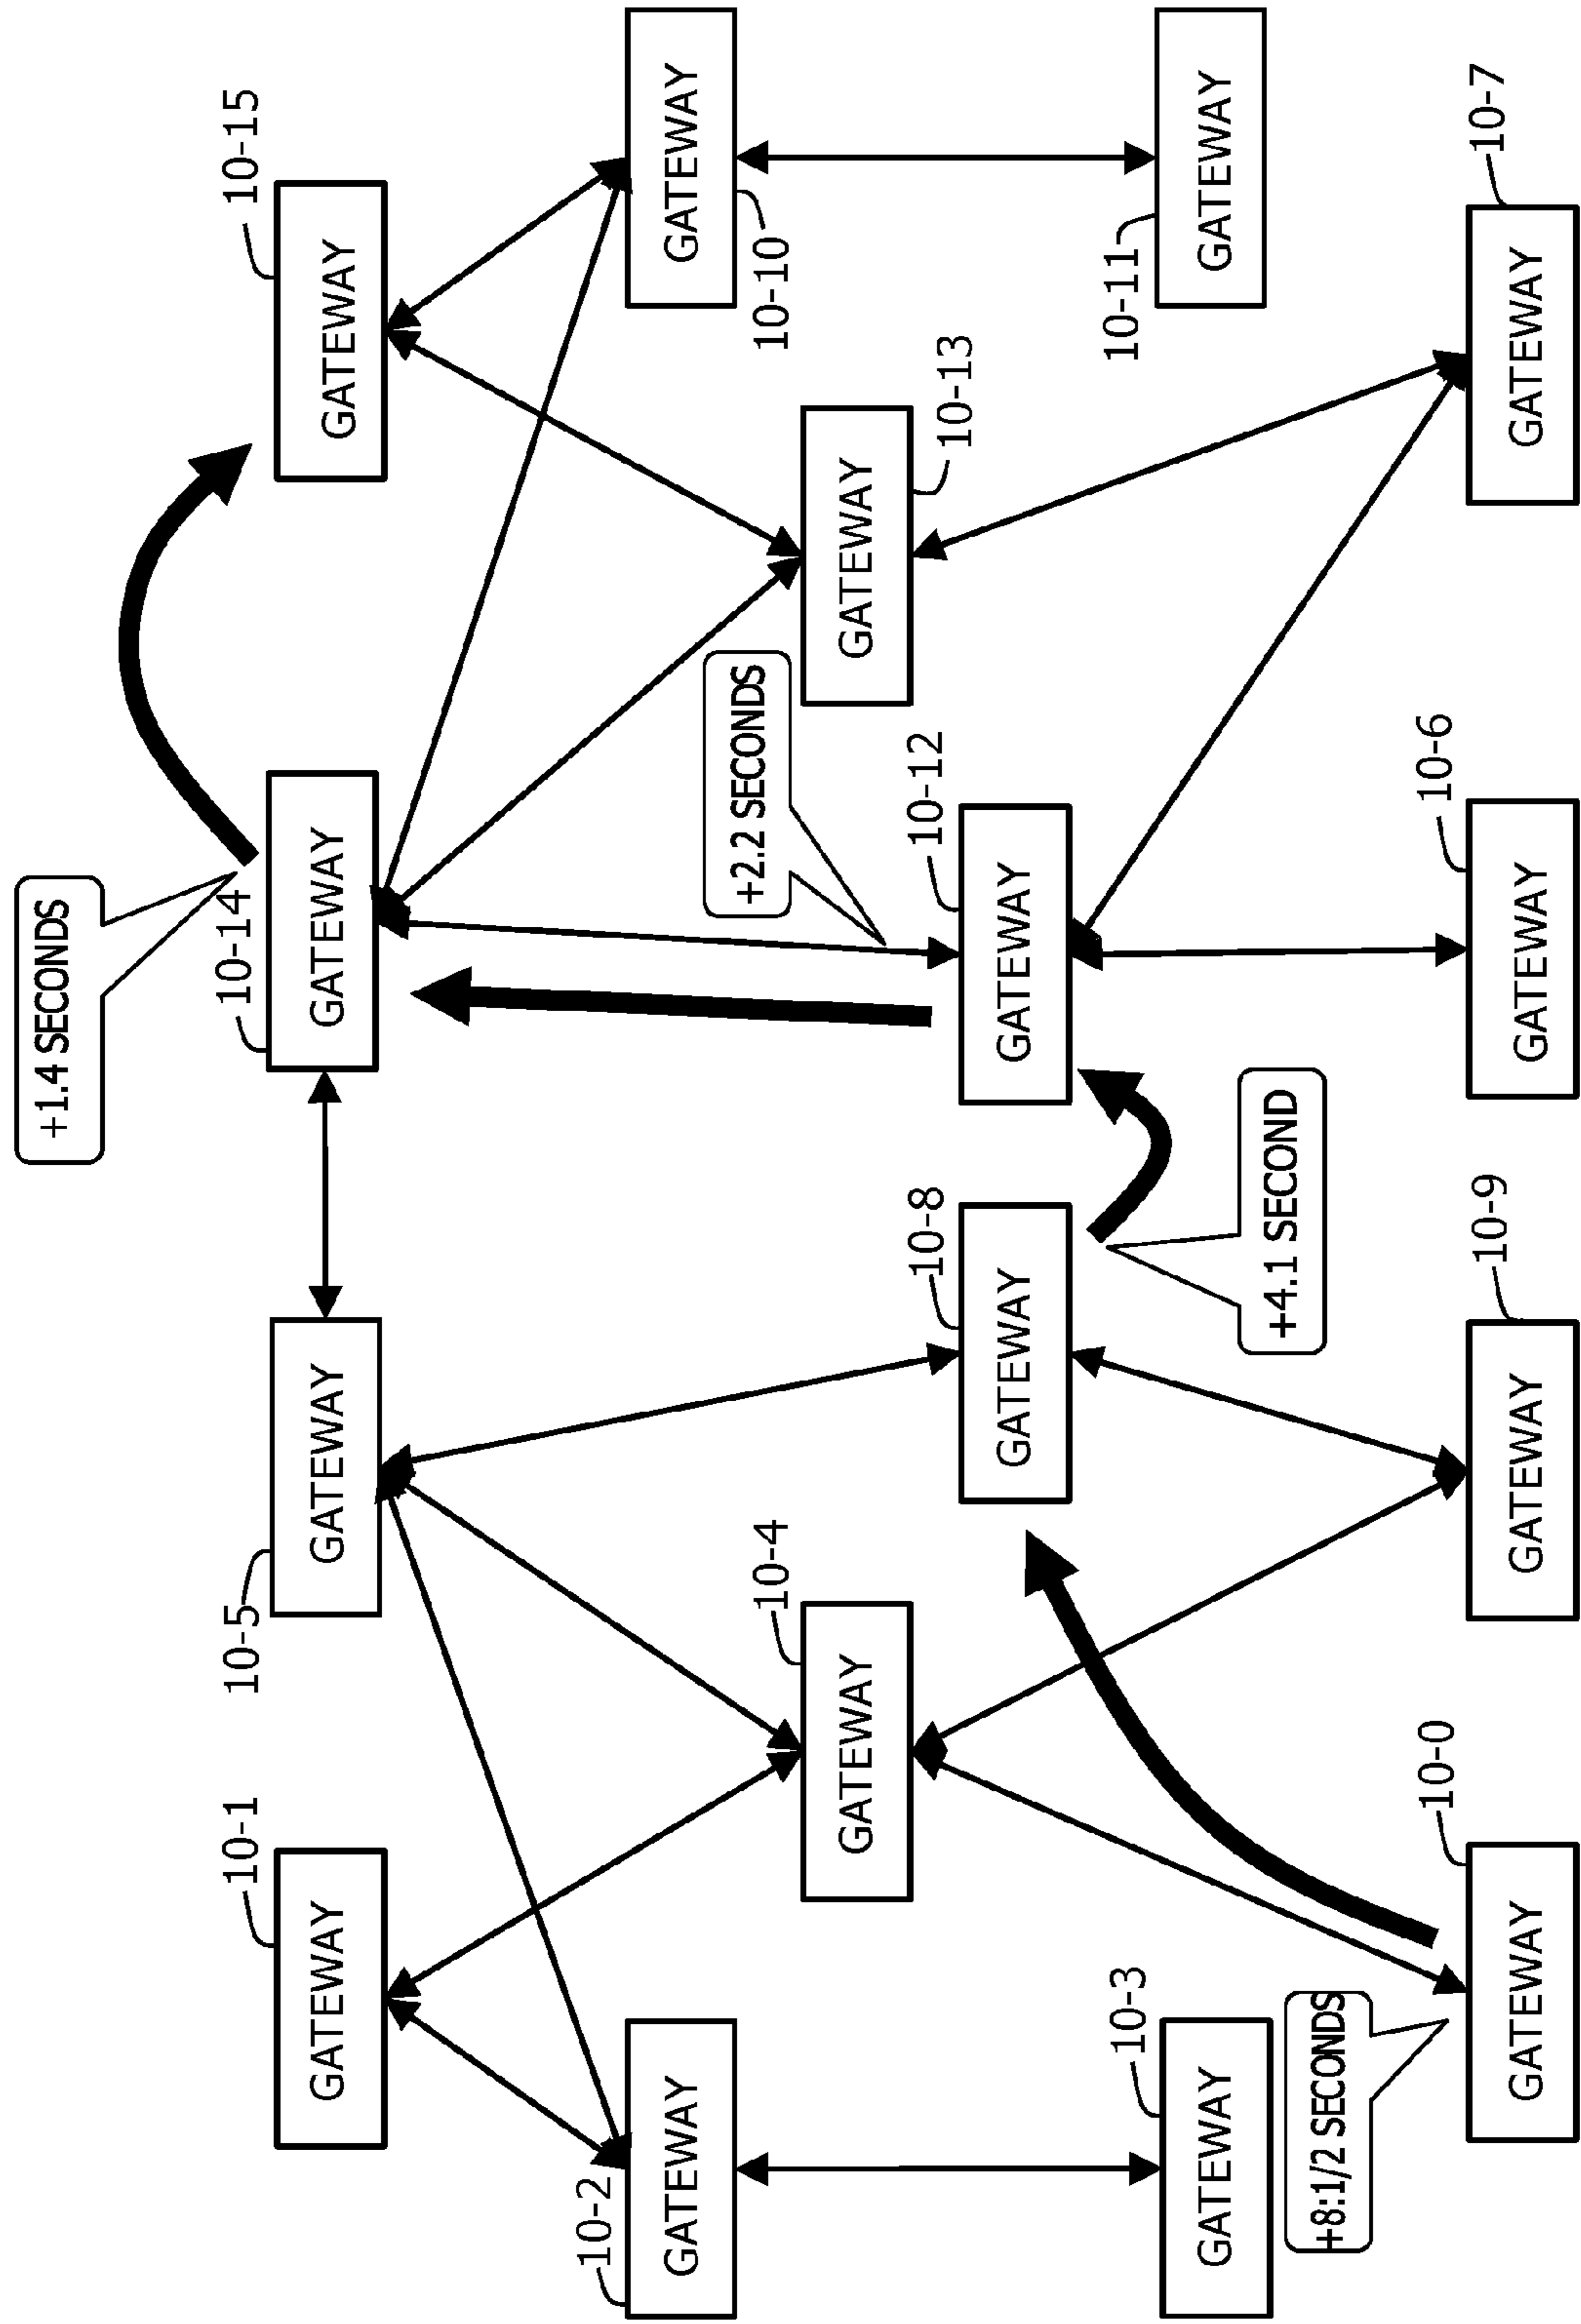 +1.4 SECONDS
10-1
10-5
10-14
10-15
GATEWAY
GATEWAY
GATEWAY
GATEWAY
10-2
GATEWAY
GATEWAY
10-4
+2.2 SECONDS
10-10
GATEWAY
GATEWAY
10-8
10-12
10-13
GATEWAY
GATEWAY
10-3
10-11
GATEWAY
GATEWAY
+4.1 SECOND
+8:1/2 SECONDS
10-0
10-9
10-6
10-7
GATEWAY
GATEWAY
GATEWAY
GATEWAY